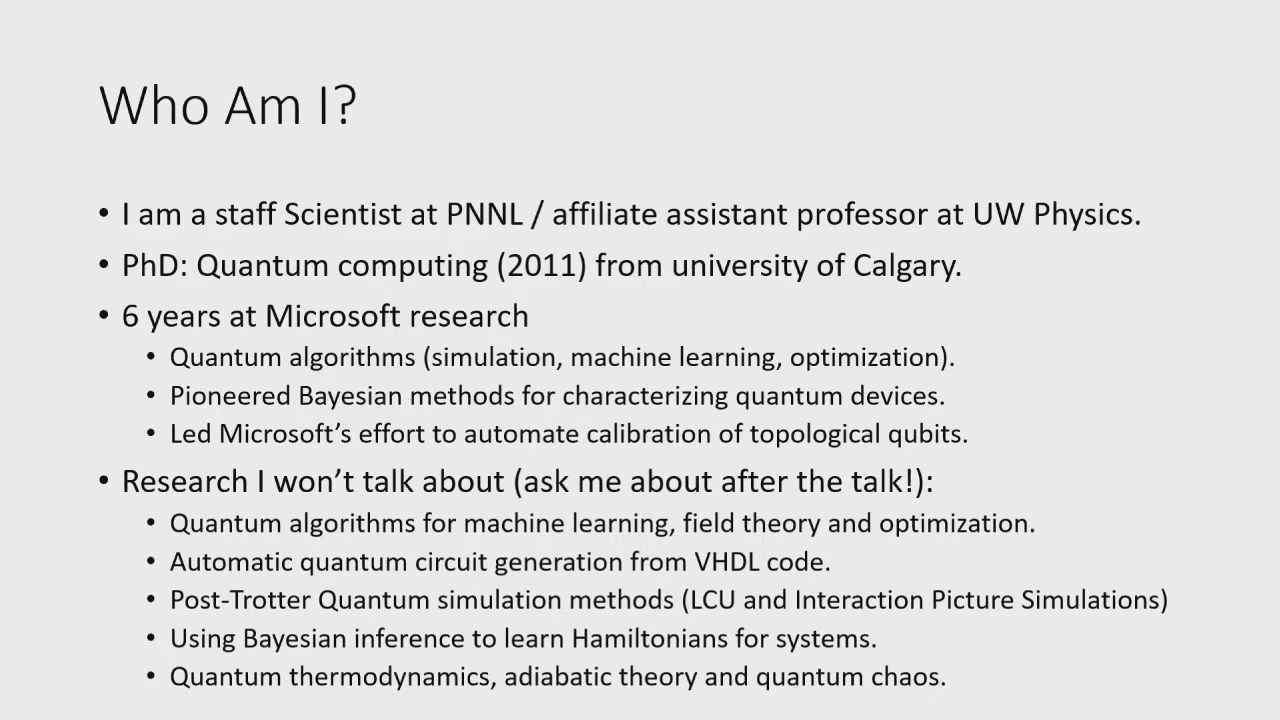 Who Am I?
• I am a staff Scientist at PNNL / affiliate assistant professor at UW Physics.
• PhD: Quantum computing (2011) from university of Calgary.
• 6 years at Microsoft research
• Quantum algorithms (simulation, machine learning, optimization).
• Pioneered Bayesian methods for characterizing quantum devices.
• Led Microsoft’s effort to automate calibration of topological qubits.
• Research I won’t talk about (ask me about after the talk!):
• Quantum algorithms for machine learning, field theory and optimization.
• Automatic quantum circuit generation from VHDL code.
• Post-Trotter Quantum simulation methods (LCU and Interaction Picture Simulations)
• Using Bayesian inference to learn Hamiltonians for systems.
• Quantum thermodynamics, adiabatic theory and quantum chaos.